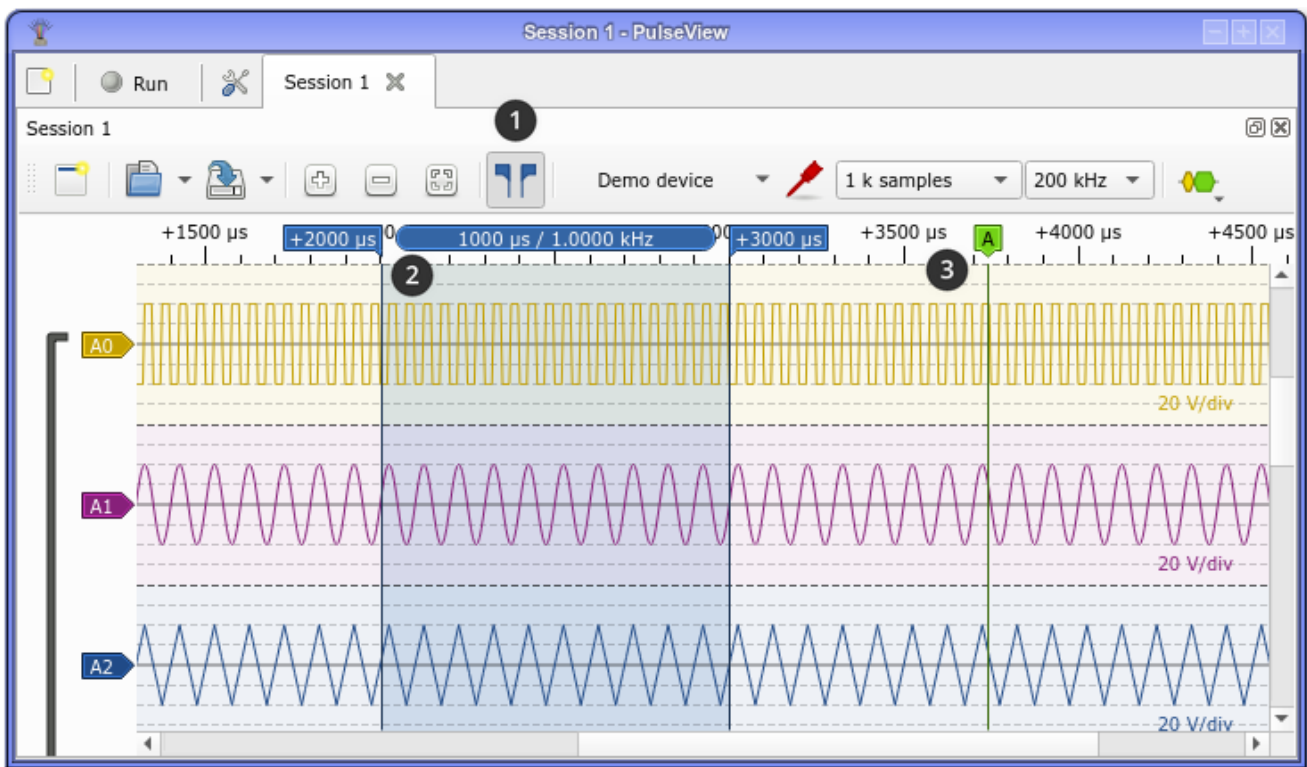 Session 1 - PulseView
Run
Session 1
Session 1
1
Demo device
1 k samples
200 kHz
+1500 µs
+2000 µs
1000 µs / 1.0000 kHz
+3000 µs
+3500 µs
A
+4000 µs
+4500 µs
2
3
A0
20 V/div
A1
20 V/div
A2
20 V/div